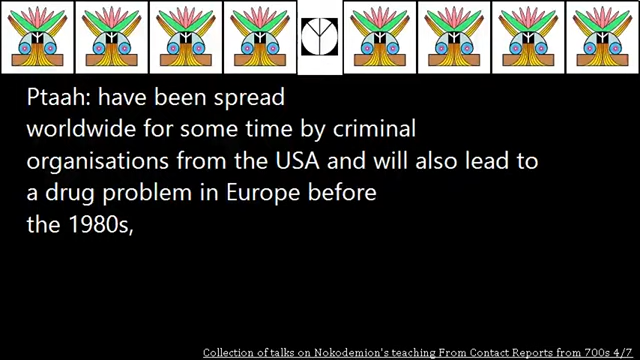 Ptaah: have been spread
worldwide for some time by criminal
organisations from the USA and will also lead to
a drug problem in Europe before
the 1980s,
Collection of talks on Nokodemion's teaching From Contact Reports from 700s 4/7